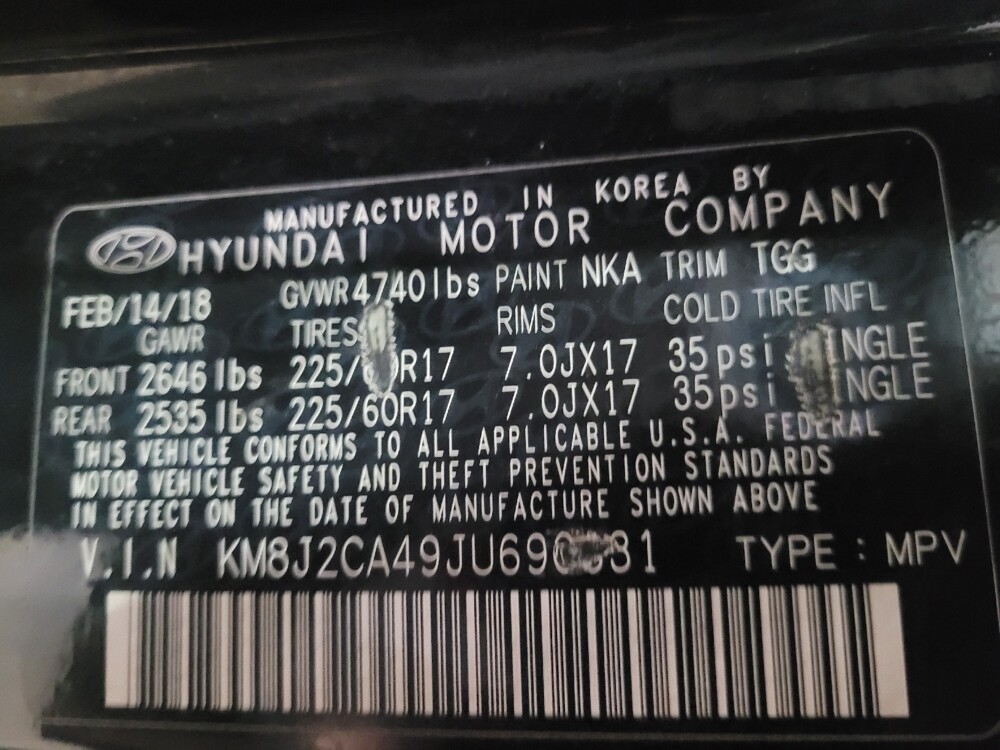 MANUFACTURED IN KOREA BY
HYUNDAI MOTOR COMPANY
FEB/14/18 GVWR 4740lbs PAINT NKA TRIM TGG
GAWR TIRES RIMS COLD TIRE INFL
FRONT 2646 lbs 7.0JX17 35psi
REAR 2535 lbs 225/60R17 7.0JX17 35psi
THIS VEHICLE CONFORMS TO ALL APPLICABLE U.S.A. FEDERAL
MOTOR VEHICLE SAFETY AND THEFT PREVENTION STANDARDS
IN EFFECT ON THE DATE OF MANUFACTURE SHOWN ABOVE
V.I.N TYPE : MPV